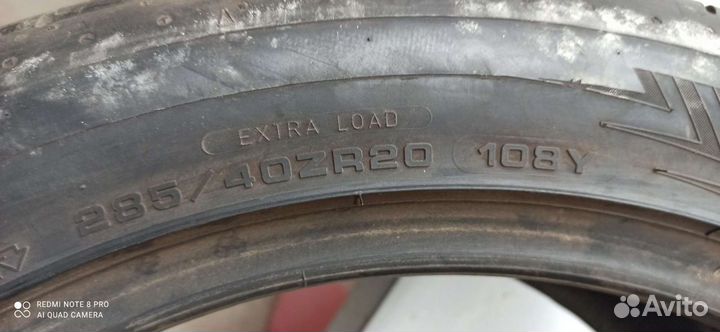 EXTRA LOAD
285/40ZR20 108Y
REDMI NOTE 8 PRO
AI QUAD CAMERA
Avito